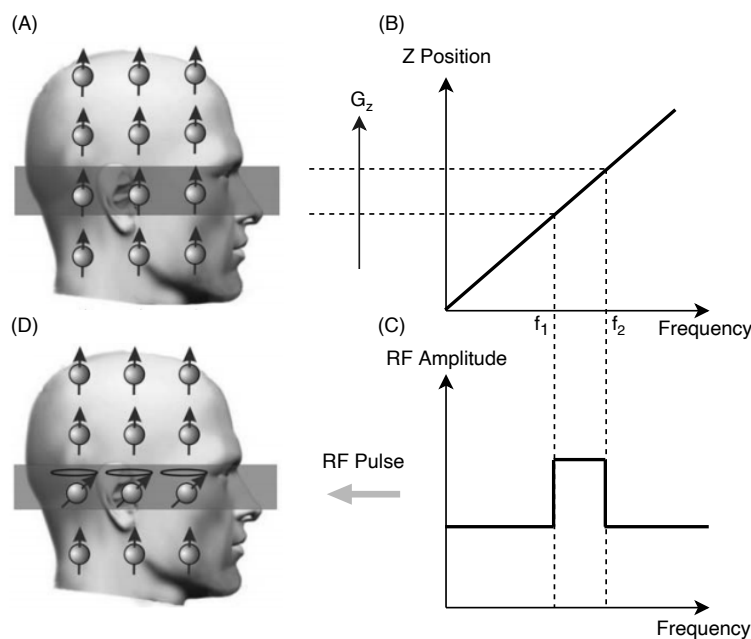 (A)
(B)
Z Position
G_z
f_1
f_2
Frequency
(D)
(C)
RF Amplitude
RF Pulse
Frequency